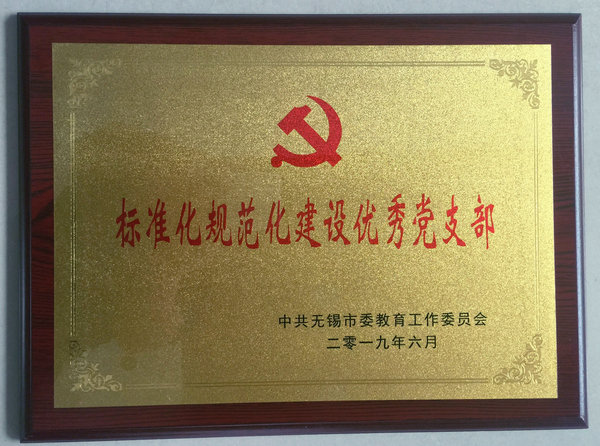 标准化规范化建设优秀党支部
中共无锡市委教育工作委员会
二零一九年六月